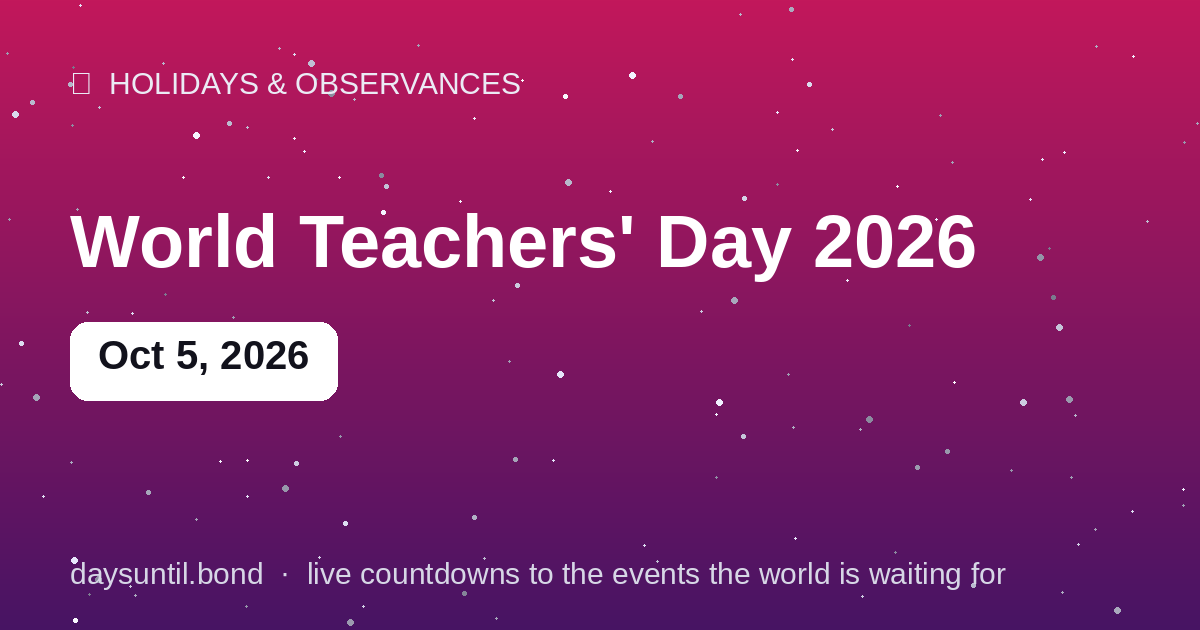 HOLIDAYS & OBSERVANCES
World Teachers' Day 2026
Oct 5, 2026
daysuntil.bond · live countdowns to the events the world is waiting for